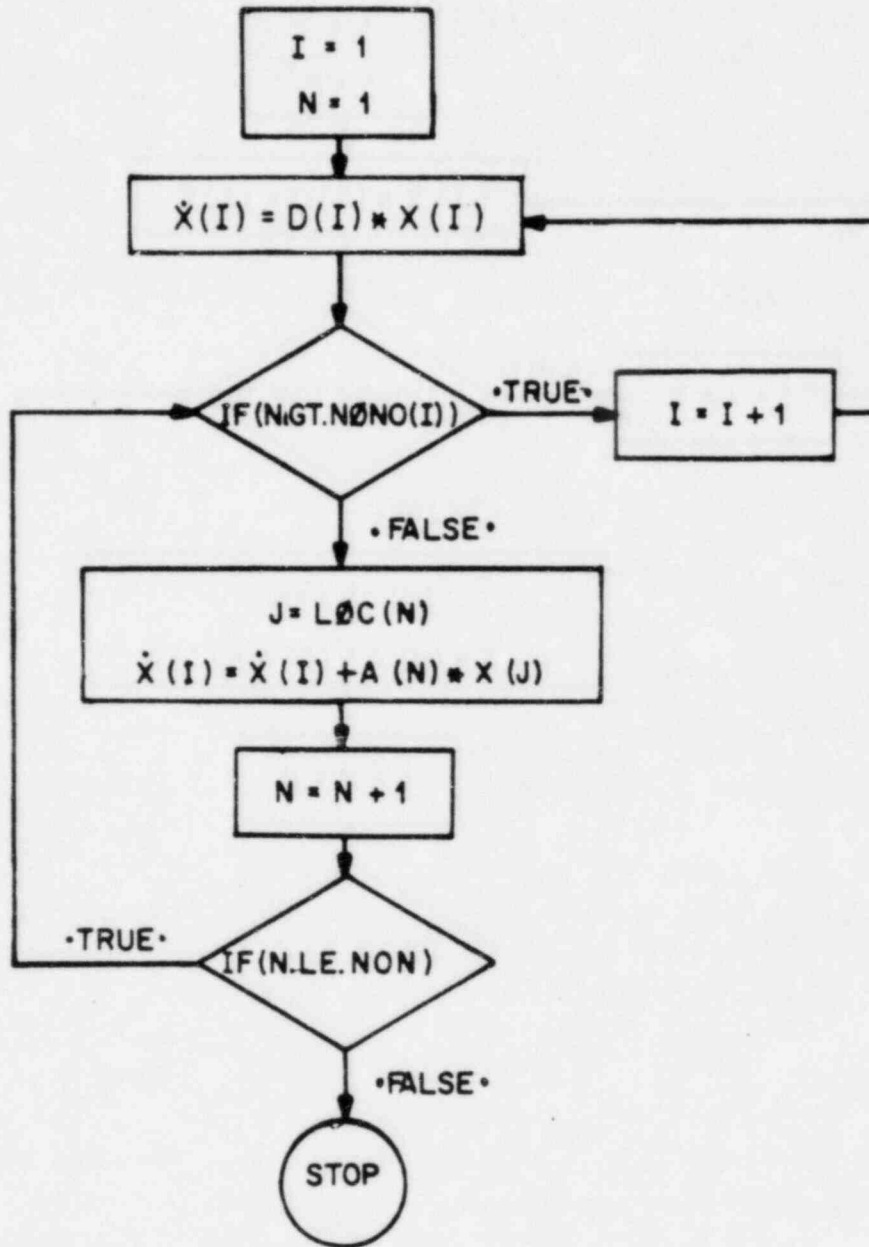 I = 1
N = 1
Ẋ(I) = D(I) * X(I)
IF(N.GT.NØNO(I))
•TRUE•
I = I + 1
•FALSE•
J= LØC(N)
Ẋ(I) = Ẋ(I) +A(N) * X(J)
N = N + 1
•TRUE•
IF(N.LE.NON)
•FALSE•
STOP